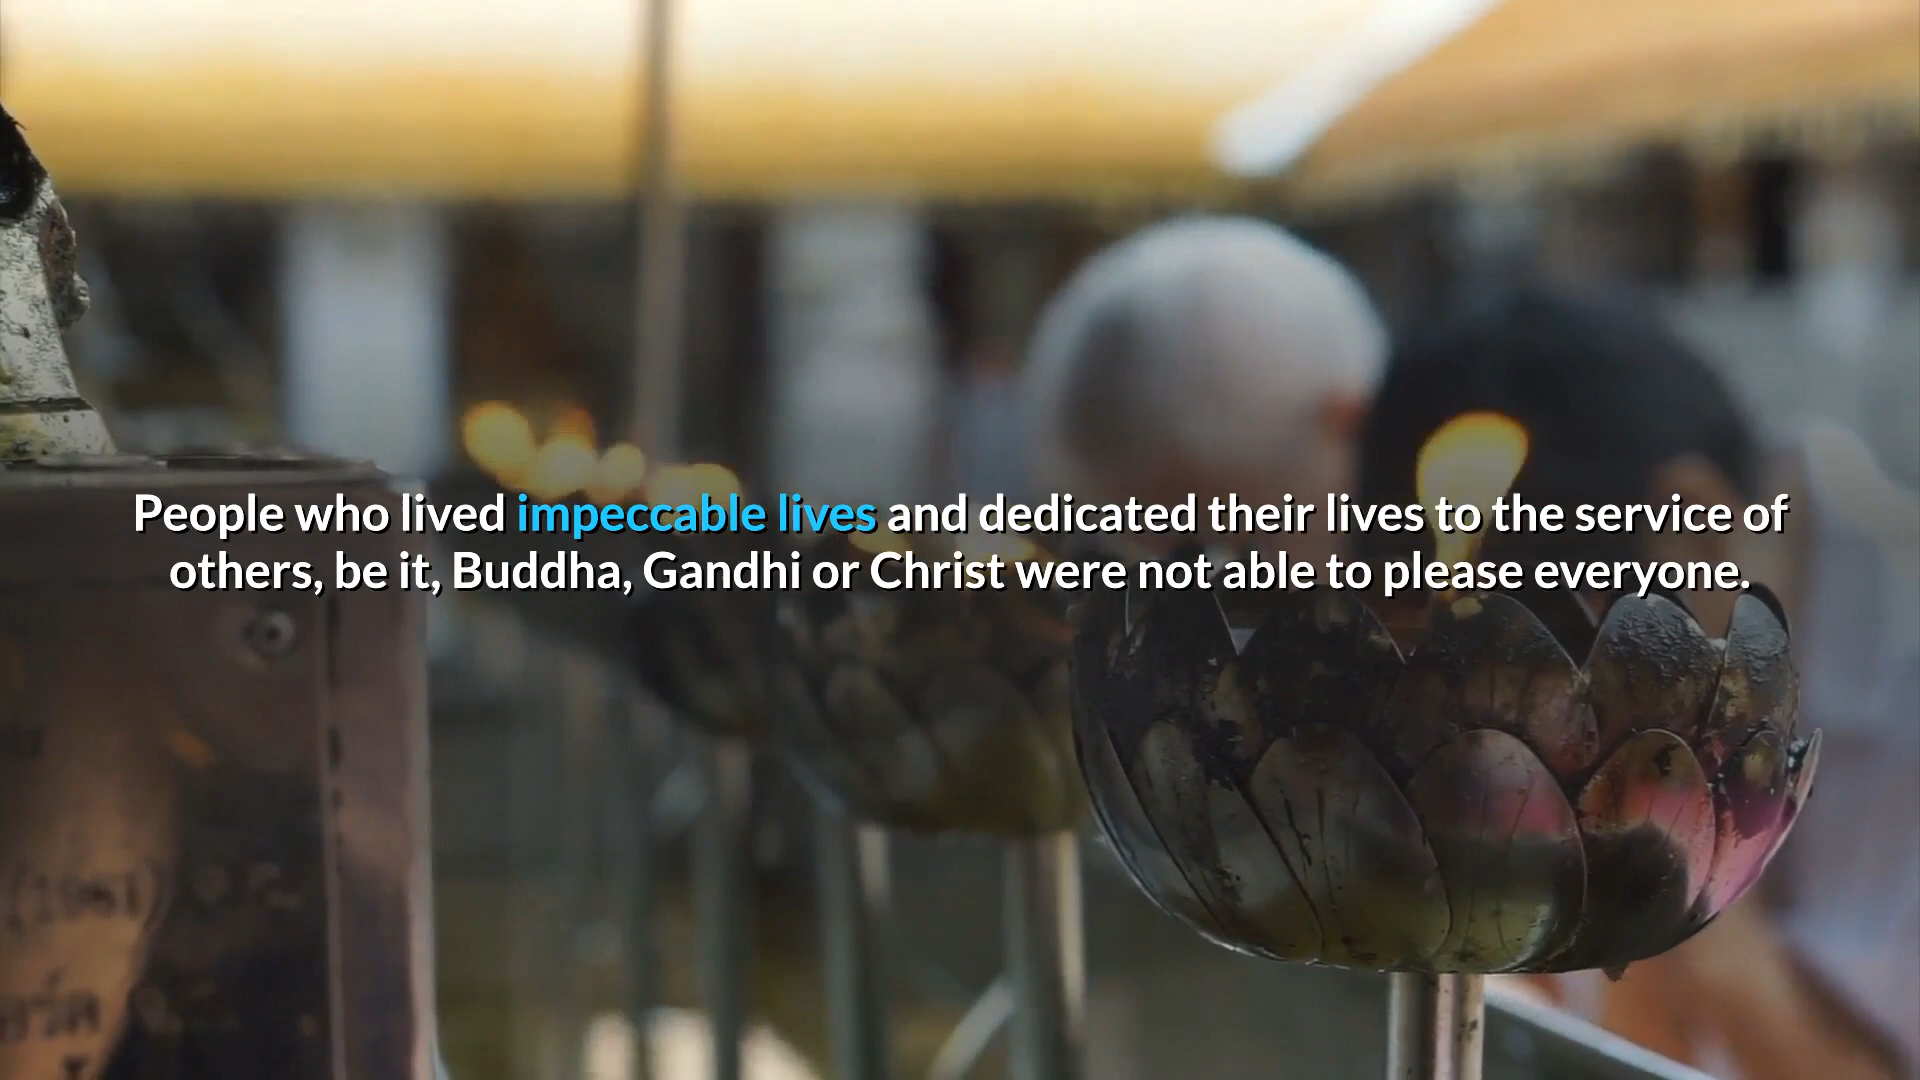 People who lived impeccable lives and dedicated their lives to the service of
others, be it, Buddha, Gandhi or Christ were not able to please everyone.